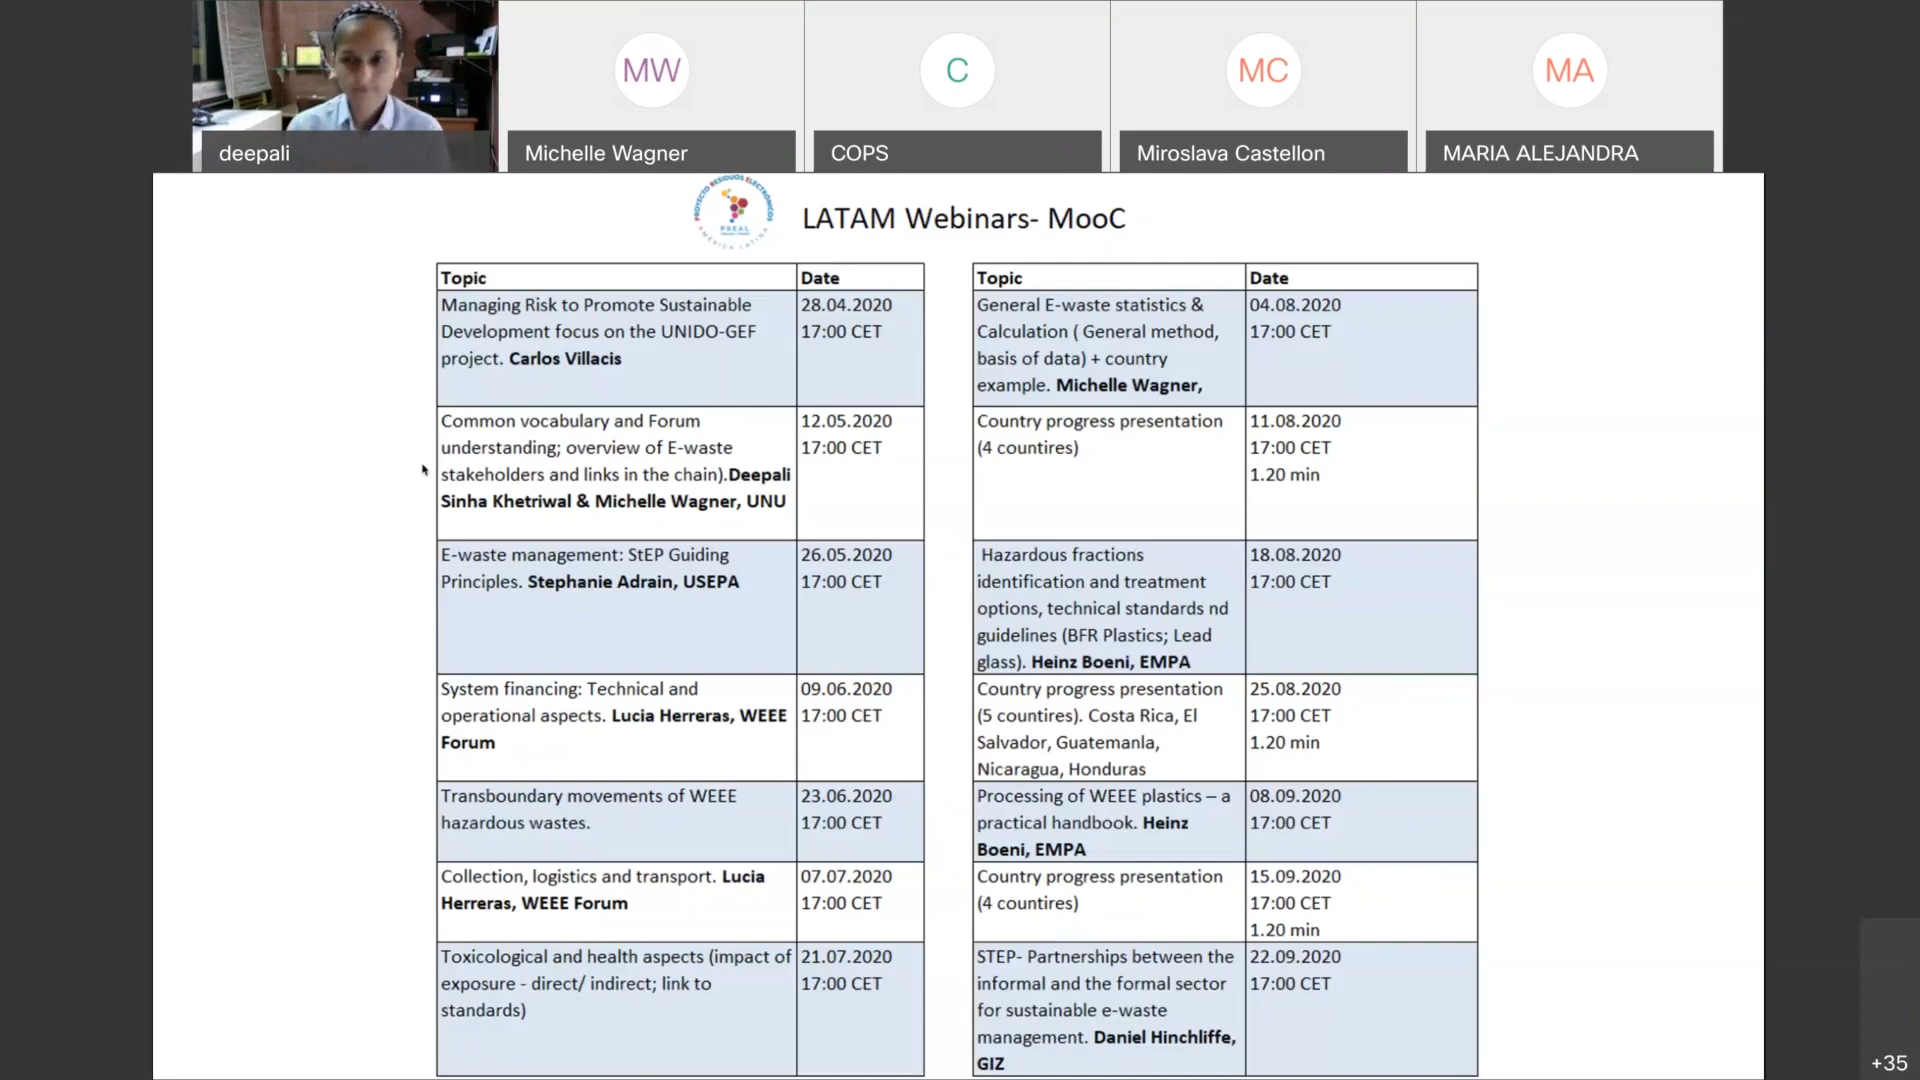 MW
C
MC
MA
deepali
Michelle Wagner
COPS
Miroslava Castellon
MARIA ALEJANDRA
PROYECTO RESIDUOS ELECTRÓNICOS
PREAL
AMÉRICA LATINA
LATAM Webinars- MooC
Topic
Date
Managing Risk to Promote Sustainable
Development focus on the UNIDO-GEF
project. Carlos Villacis
28.04.2020
17:00 CET
Common vocabulary and Forum
understanding; overview of E-waste
stakeholders and links in the chain).Deepali
Sinha Khetriwal & Michelle Wagner, UNU
12.05.2020
17:00 CET
E-waste management: StEP Guiding
Principles. Stephanie Adrain, USEPA
26.05.2020
17:00 CET
System financing: Technical and
operational aspects. Lucia Herreras, WEEE
Forum
09.06.2020
17:00 CET
Transboundary movements of WEEE
hazardous wastes.
23.06.2020
17:00 CET
Collection, logistics and transport. Lucia
Herreras, WEEE Forum
07.07.2020
17:00 CET
Toxicological and health aspects (impact of
exposure - direct/ indirect; link to
standards)
21.07.2020
17:00 CET
Topic
Date
General E-waste statistics &
Calculation ( General method,
basis of data) + country
example. Michelle Wagner,
04.08.2020
17:00 CET
Country progress presentation
(4 countires)
11.08.2020
17:00 CET
1.20 min
Hazardous fractions
identification and treatment
options, technical standards nd
guidelines (BFR Plastics; Lead
glass). Heinz Boeni, EMPA
18.08.2020
17:00 CET
Country progress presentation
(5 countires). Costa Rica, El
Salvador, Guatemanla,
Nicaragua, Honduras
25.08.2020
17:00 CET
1.20 min
Processing of WEEE plastics – a
practical handbook. Heinz
Boeni, EMPA
08.09.2020
17:00 CET
Country progress presentation
(4 countires)
15.09.2020
17:00 CET
1.20 min
STEP- Partnerships between the
informal and the formal sector
for sustainable e-waste
management. Daniel Hinchliffe,
GIZ
22.09.2020
17:00 CET
+35